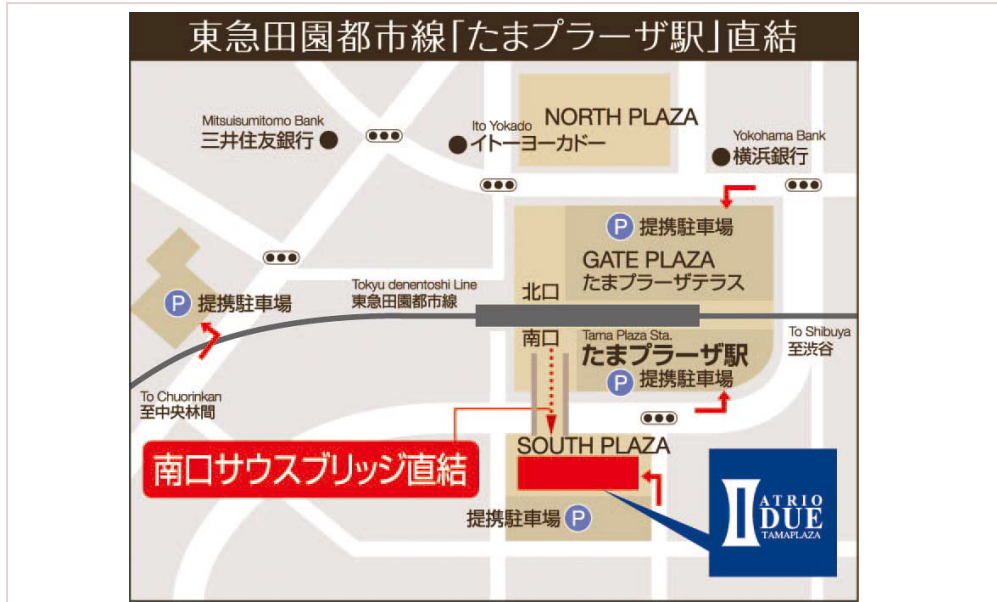 東急田園都市線「たまプラーザ駅」直結
NORTH PLAZA
Mitsuisumitomo Bank
三井住友銀行
Ito Yokado
イトーヨーカドー
Yokohama Bank
横浜銀行
P 提携駐車場
GATE PLAZA
たまプラーザテラス
北口
Tokyu denentoshi Line
東急田園都市線
P 提携駐車場
南口
Tama Plaza Sta.
たまプラーザ駅
To Shibuya
至渋谷
P 提携駐車場
To Chuorinkan
至中央林間
SOUTH PLAZA
南口サウスブリッジ直結
提携駐車場 P
ATRIO
DUE
TAMAPLAZA